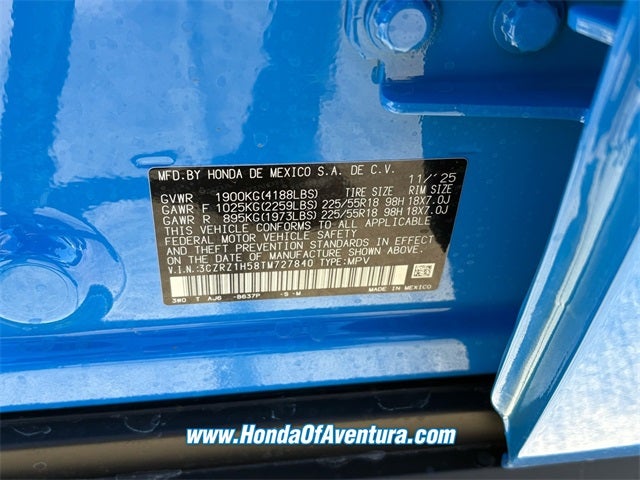 MFD.BY HONDA DE MEXICO S.A. DE C.V. 11/'25
GVWR 1900KG(4188LBS) TIRE SIZE RIM SIZE
GAWR F 1025KG(2259LBS) 225/55R18 98H 18X7.0J
GAWR R 895KG(1973LBS) 225/55R18 98H 18X7.0J
THIS VEHICLE CONFORMS TO ALL APPLICABLE
FEDERAL MOTOR VEHICLE SAFETY
AND THEFT PREVENTION STANDARDS IN EFFECT
ON THE DATE OF MANUFACTURE SHOWN ABOVE.
V.I.N.:3CZRZ1H58TM727840 TYPE:MPV
3W0 T AJ6 -B637P -S -M MADE IN MEXICO
www.HondaOfAventura.com